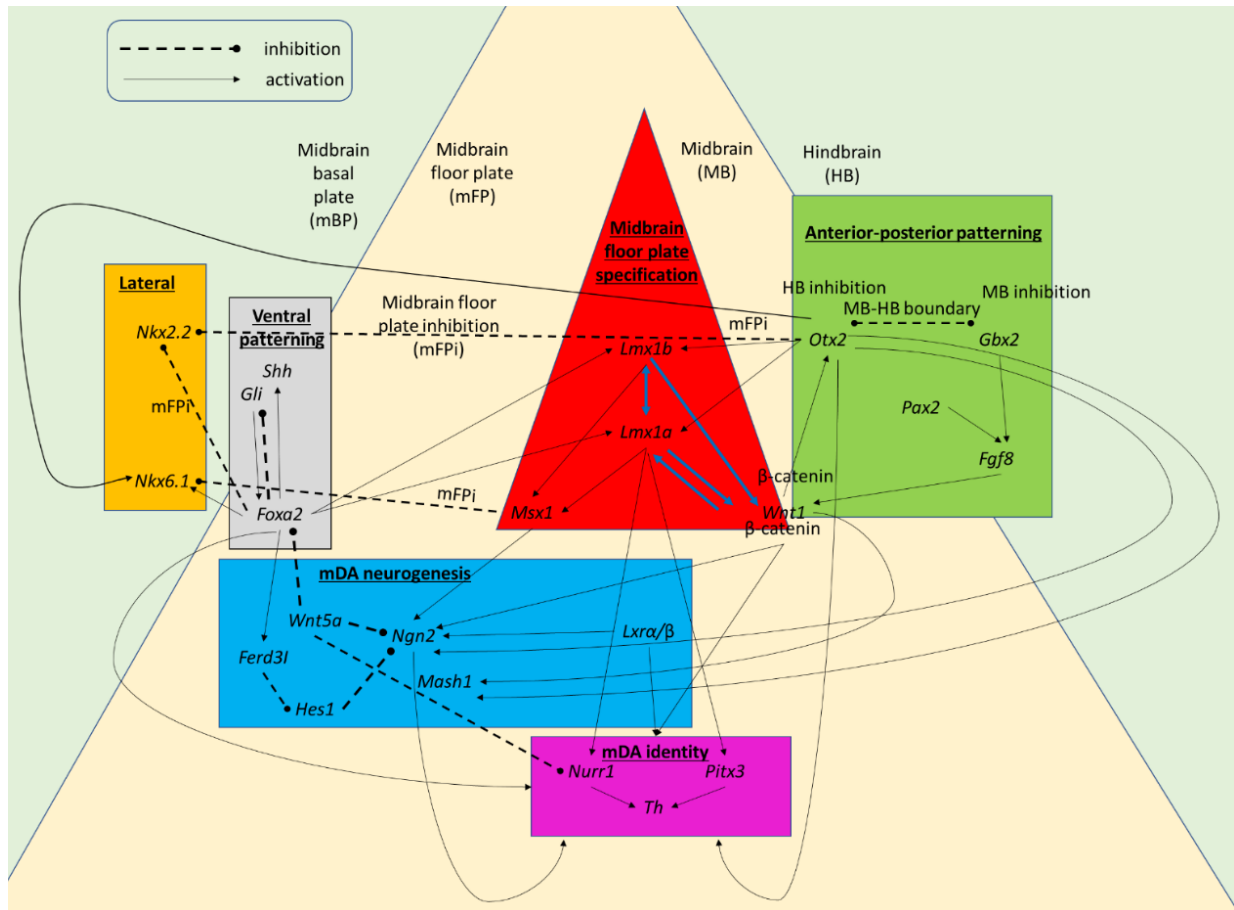 inhibition
activation
Midbrain
basal
plate
(mBP)
Midbrain
floor plate
(mFP)
Midbrain
(MB)
Hindbrain
(HB)
Midbrain
floor plate
specification
Anterior-posterior patterning
Lateral
HB inhibition
MB inhibition
MB-HB boundary
Ventral
patterning
Midbrain floor
plate inhibition
(mFPi)
Nkx2.2
mFPi
Otx2
Gbx2
Lmx1b
Shh
Gli
mFPi
Pax2
Lmx1a
Fgf8
Nkx6.1
mFPi
β-catenin
Foxa2
Msx1
Wnt1
β-catenin
mDA neurogenesis
Wnt5a
Ngn2
Lxrα/β
Ferd3l
Mash1
Hes1
mDA identity
Nurr1
Pitx3
Th